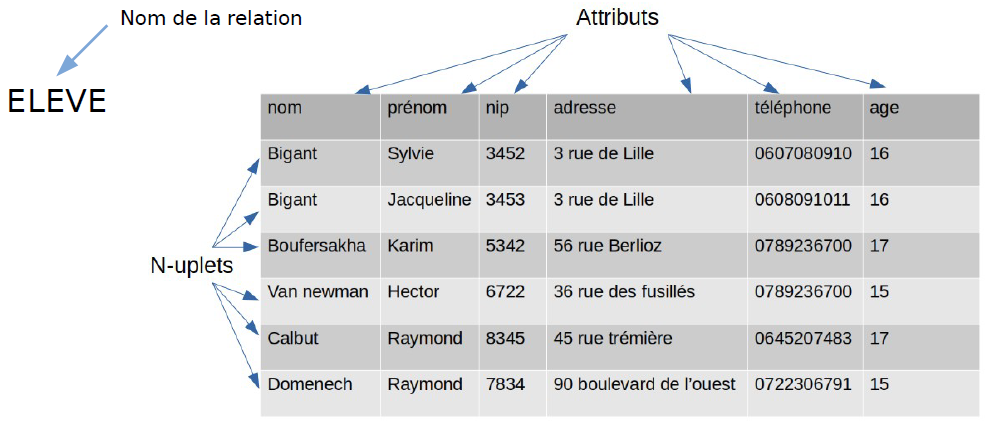 Nom de la relation
Attributs
ELEVE
nom prénom nip adresse téléphone age
Bigant Sylvie 3452 3 rue de Lille 0607080910 16
Bigant Jacqueline 3453 3 rue de Lille 0608091011 16
Boufersakha Karim 5342 56 rue Berlioz 0789236700 17
N-uplets
Van newman Hector 6722 36 rue des fusillés 0789236700 15
Calbut Raymond 8345 45 rue trémière 0645207483 17
Domenech Raymond 7834 90 boulevard de l'ouest 0722306791 15